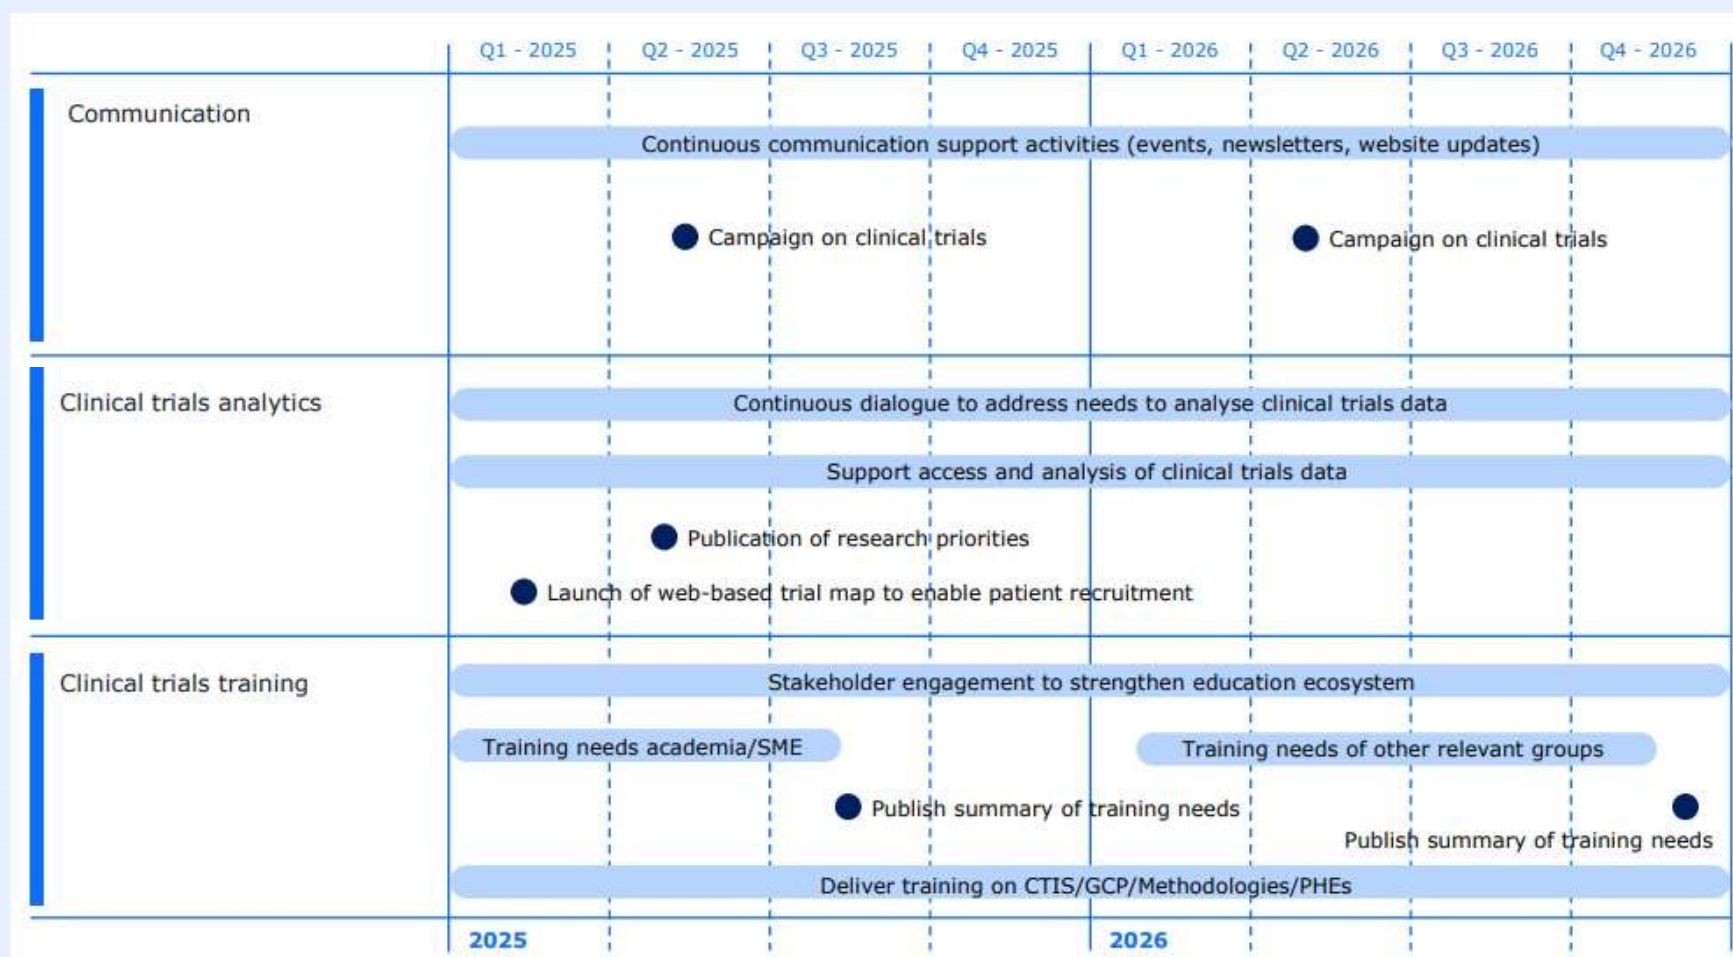 Q1 - 2025
Q2 - 2025
Q3 - 2025
Q4 - 2025
Q1 - 2026
Q2 - 2026
Q3 - 2026
Q4 - 2026
Communication
Continuous communication support activities (events, newsletters, website updates)
Campaign on clinical trials
Campaign on clinical trials
Clinical trials analytics
Continuous dialogue to address needs to analyse clinical trials data
Support access and analysis of clinical trials data
Publication of research priorities
Launch of web-based trial map to enable patient recruitment
Clinical trials training
Stakeholder engagement to strengthen education ecosystem
Training needs academia/SME
Training needs of other relevant groups
Publish summary of training needs
Publish summary of training needs
Deliver training on CTIS/GCP/Methodologies/PHEs
2025
2026